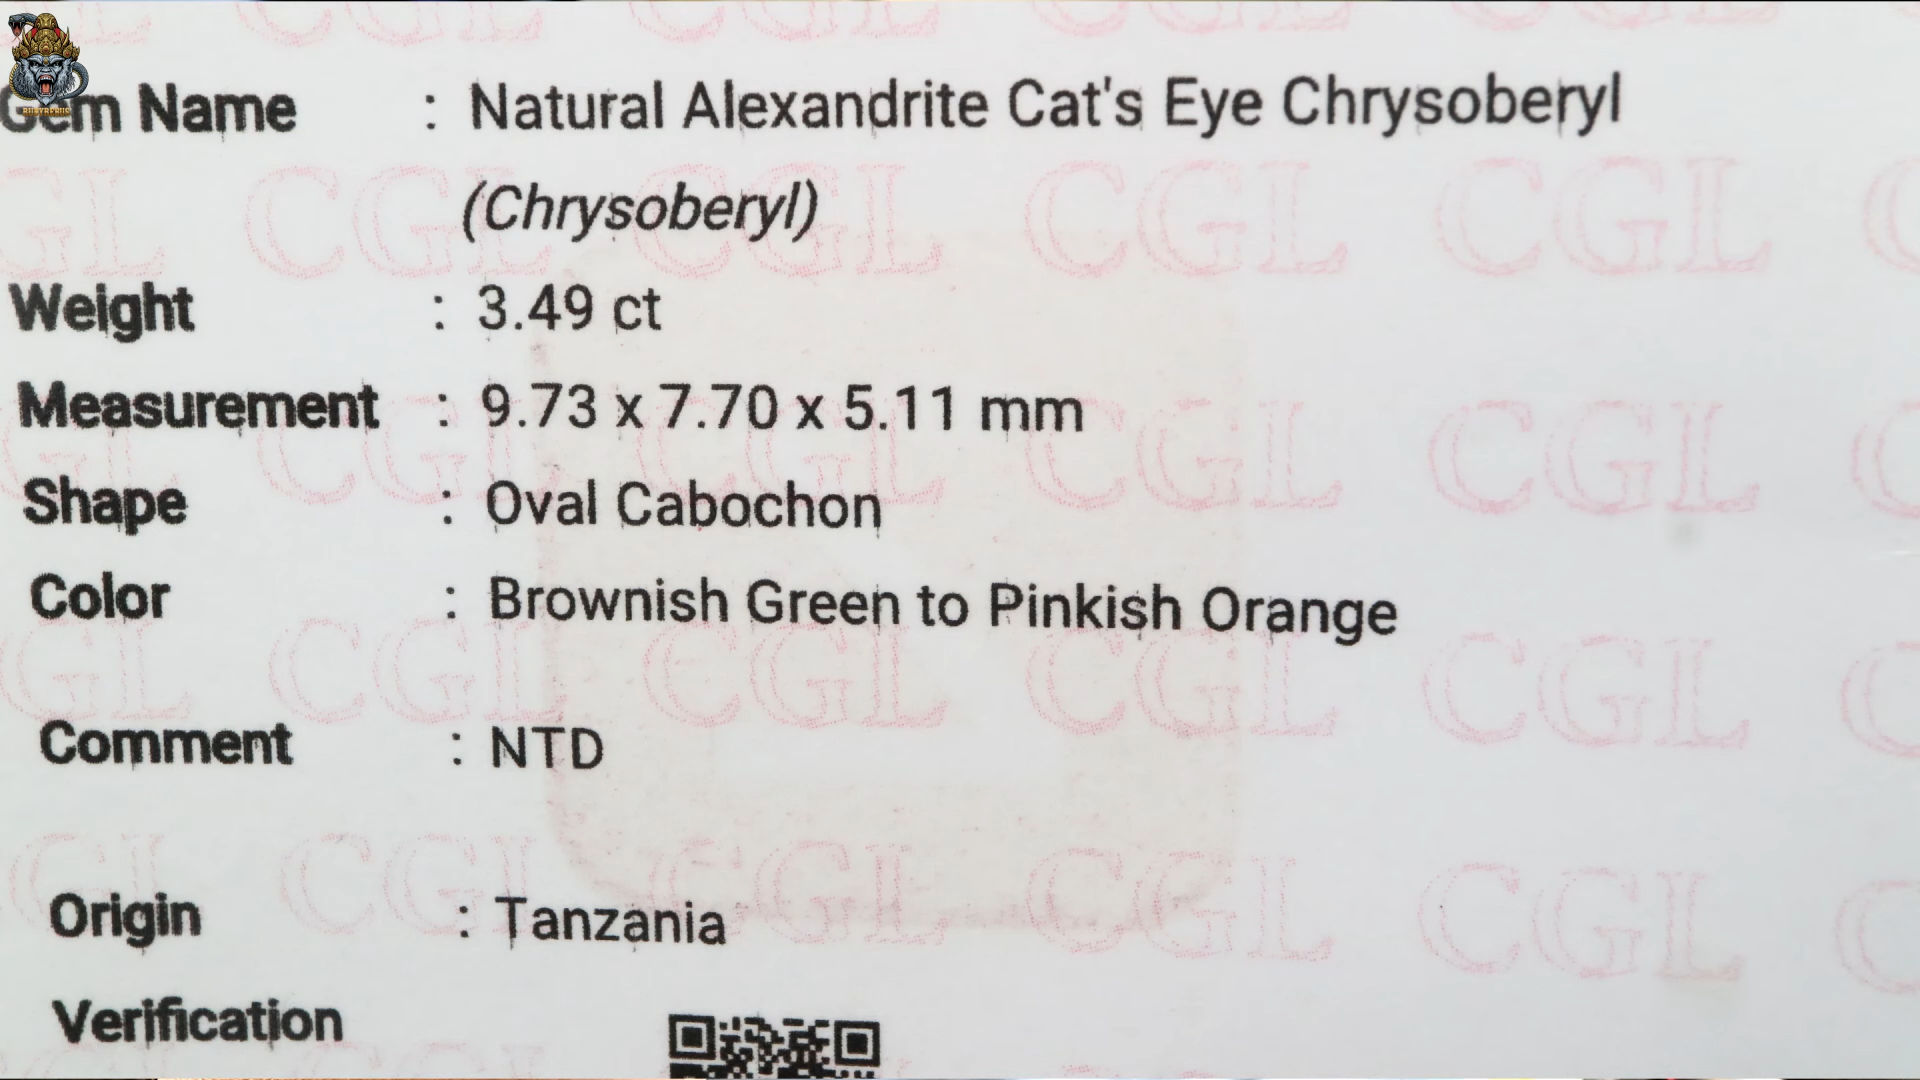 Gem Name : Natural Alexandrite Cat's Eye Chrysoberyl
(Chrysoberyl)
Weight : 3.49 ct
Measurement : 9.73 x 7.70 x 5.11 mm
Shape : Oval Cabochon
Color : Brownish Green to Pinkish Orange
Comment : NTD
Origin : Tanzania
Verification
CGL